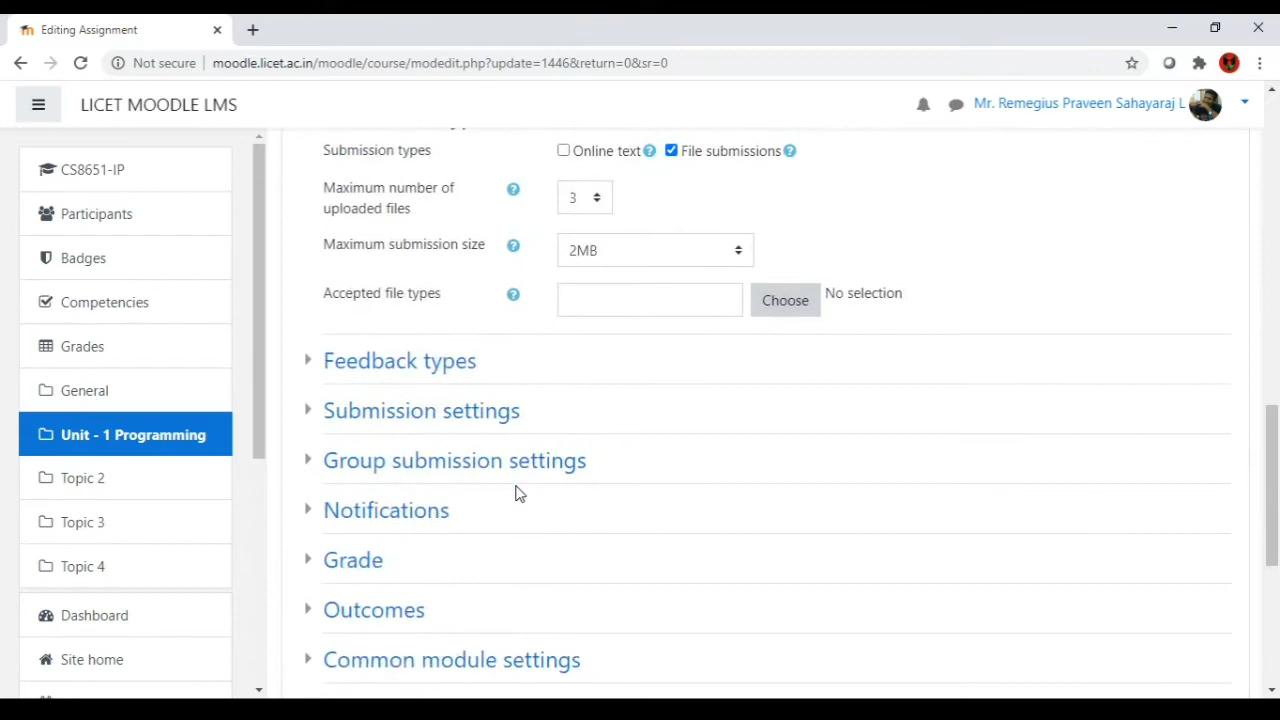 Editing Assignment
Not secure
moodle.licet.ac.in/moodle/course/modedit.php?update=1446&return=0&sr=0
LICET MOODLE LMS
Mr. Remegius Praveen Sahayaraj L
CS8651-IP
Participants
Badges
Competencies
Grades
General
Unit - 1 Programming
Topic 2
Topic 3
Topic 4
Dashboard
Site home
Submission types
Online text
File submissions
Maximum number of
uploaded files
3
Maximum submission size
2MB
Accepted file types
Choose
No selection
Feedback types
Submission settings
Group submission settings
Notifications
Grade
Outcomes
Common module settings